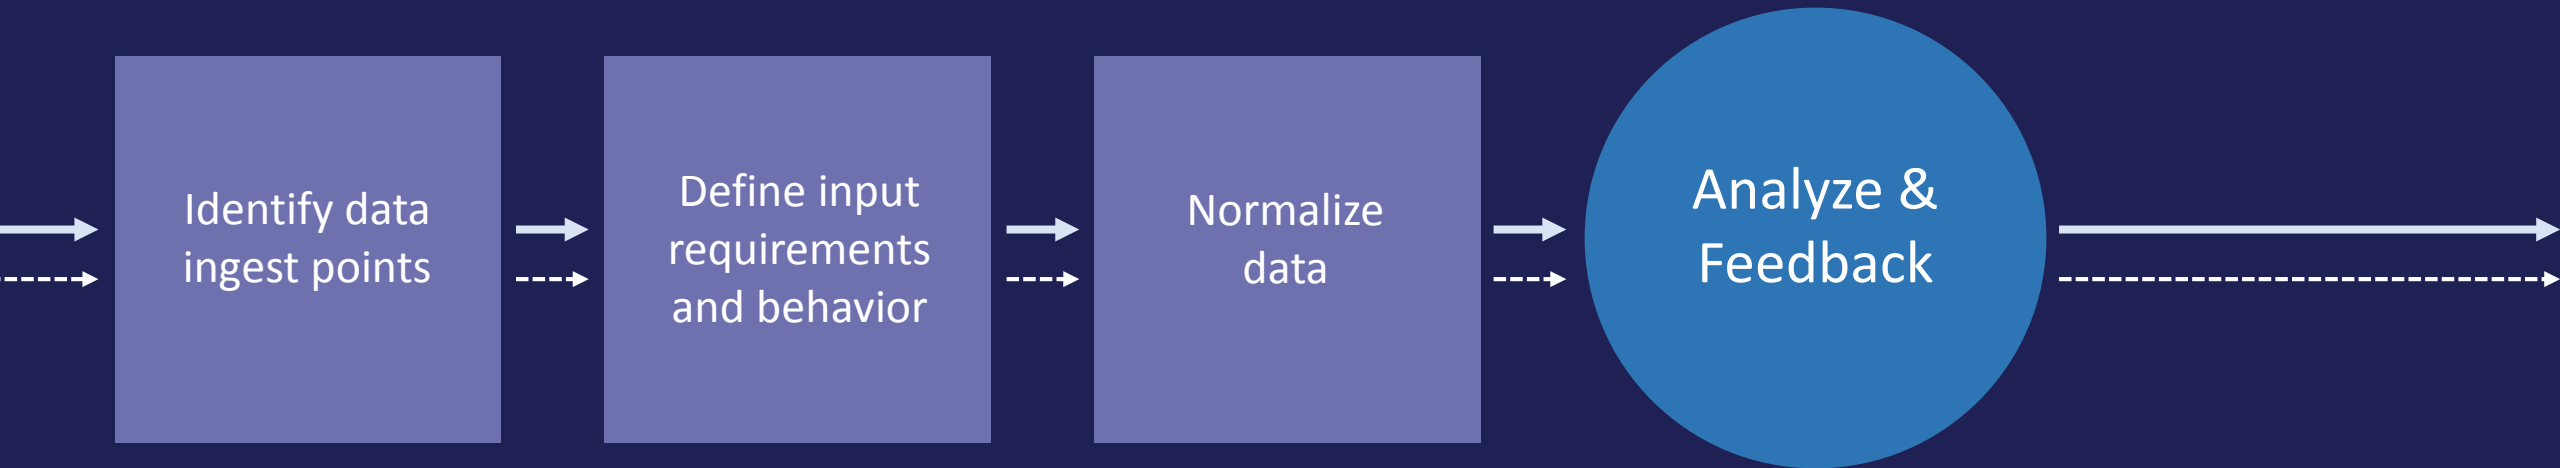 Identify data
ingest points
Define input
requirements
and behavior
Normalize
data
Analyze &
Feedback